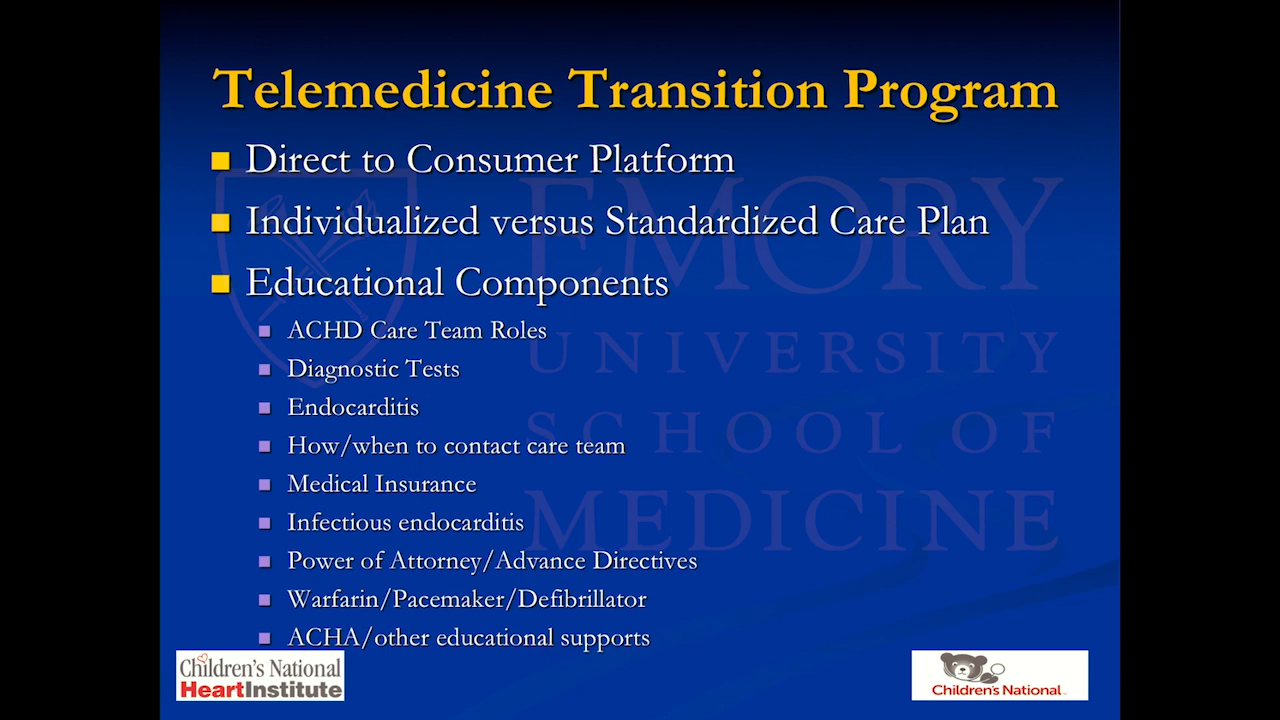 Telemedicine Transition Program
Direct to Consumer Platform
Individualized versus Standardized Care Plan
Educational Components
ACHD Care Team Roles
Diagnostic Tests
Endocarditis
How/when to contact care team
Medical Insurance
Infectious endocarditis
Power of Attorney/Advance Directives
Warfarin/Pacemaker/Defibrillator
ACHA/other educational supports
EMORY
UNIVERSITY
SCHOOL OF
MEDICINE
Children's National
HeartInstitute
Children's National